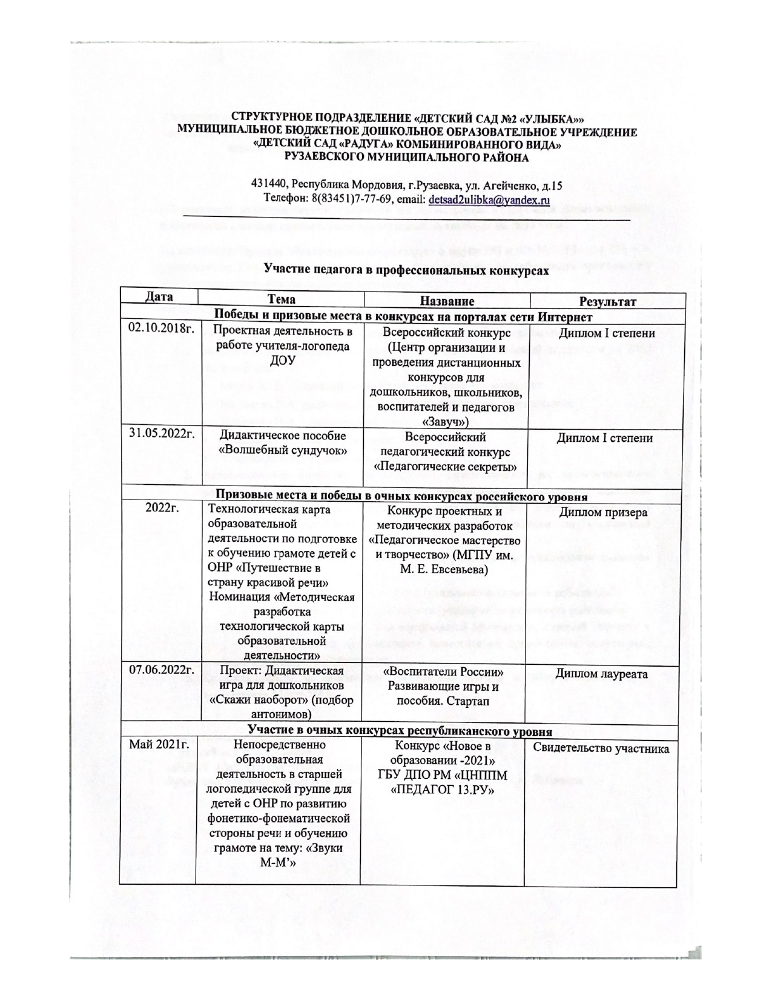 СТРУКТУРНОЕ ПОДРАЗДЕЛЕНИЕ «ДЕТСКИЙ САД №2 «УЛЫБКА»»
МУНИЦИПАЛЬНОЕ БЮДЖЕТНОЕ ДОШКОЛЬНОЕ ОБРАЗОВАТЕЛЬНОЕ УЧРЕЖДЕНИЕ
«ДЕТСКИЙ САД «РАДУГА» КОМБИНИРОВАННОГО ВИДА»
РУЗАЕВСКОГО МУНИЦИПАЛЬНОГО РАЙОНА
431440, Республика Мордовия, г.Рузаевка, ул. Агейченко, д.15
Телефон: 8(83451)7-77-69, email: detsad2ulibka@yandex.ru
Участие педагога в профессиональных конкурсах
Дата Тема Название Результат
Победы и призовые места в конкурсах на порталах сети Интернет
02.10.2018г.
Проектная деятельность в
работе учителя-логопеда
ДОУ
Всероссийский конкурс
(Центр организации и
проведения дистанционных
конкурсов для
дошкольников, школьников,
воспитателей и педагогов
«Завуч»)
Диплом I степени
31.05.2022г.
Дидактическое пособие
«Волшебный сундучок»
Всероссийский
педагогический конкурс
«Педагогические секреты»
Диплом I степени
Призовые места и победы в очных конкурсах российского уровня
2022г.
Технологическая карта
образовательной
деятельности по подготовке
к обучению грамоте детей с
ОНР «Путешествие в
страну красивой речи»
Номинация «Методическая
разработка
технологической карты
образовательной
деятельности»
Конкурс проектных и
методических разработок
«Педагогическое мастерство
и творчество» (МГПУ им.
М. Е. Евсевьева)
Диплом призера
07.06.2022г.
Проект: Дидактическая
игра для дошкольников
«Скажи наоборот» (подбор
антонимов)
«Воспитатели России»
Развивающие игры и
пособия. Стартап
Диплом лауреата
Участие в очных конкурсах республиканского уровня
Май 2021г.
Непосредственно
образовательная
деятельность в старшей
логопедической группе для
детей с ОНР по развитию
фонетико-фонематической
стороны речи и обучению
грамоте на тему: «Звуки
М-М’»
Конкурс «Новое в
образовании -2021»
ГБУ ДПО РМ «ЦНППМ
«ПЕДАГОГ 13.РУ»
Свидетельство участника